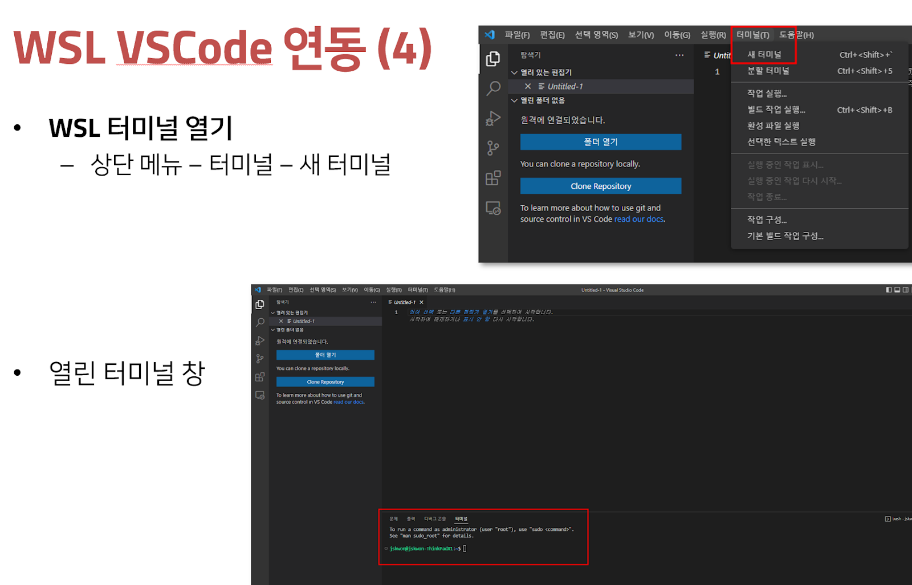 WSL VSCode 연동 (4)
• WSL 터미널 열기
– 상단 메뉴 – 터미널 – 새 터미널
파일(F) 편집(E) 선택 영역(S) 보기(V) 이동(G) 실행(R) 터미널(T) 도움말(H)
탐색기 ···
열려 있는 편집기
Untitled-1
열린 폴더 없음
원격에 연결되었습니다.
폴더 열기
You can clone a repository locally.
Clone Repository
To learn more about how to use git and
source control in VS Code read our docs.
1
새 터미널 Ctrl+<Shift>+`
분할 터미널 Ctrl+<Shift>+5
작업 실행...
빌드 작업 실행... Ctrl+<Shift>+B
활성 파일 실행
선택한 텍스트 실행
실행 중인 작업 표시...
실행 중인 작업 다시 시작...
작업 종료...
작업 구성...
기본 빌드 작업 구성...
• 열린 터미널 창
파일(F) 편집(E) 선택 영역(S) 보기(V) 이동(G) 실행(R) 터미널(T) 도움말(H)
Untitled-1 - Visual Studio Code
탐색기 ···
열려 있는 편집기
Untitled-1
열린 폴더 없음
원격에 연결되었습니다.
폴더 열기
You can clone a repository locally.
Clone Repository
To learn more about how to use git and
source control in VS Code read our docs.
Untitled-1
1
문제 출력 디버그 콘솔 터미널
To run a command as administrator (user "root"), use "sudo <command>".
See "man sudo_root" for details.